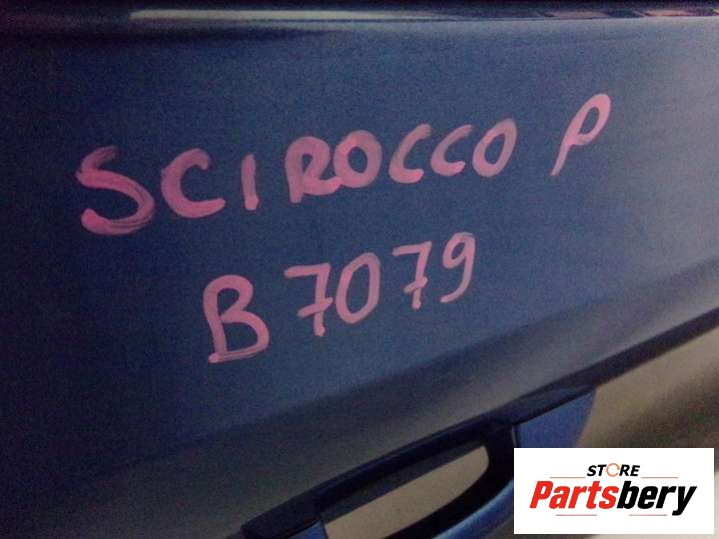 SCIROCCO P
B7079
STORE
Partsbery